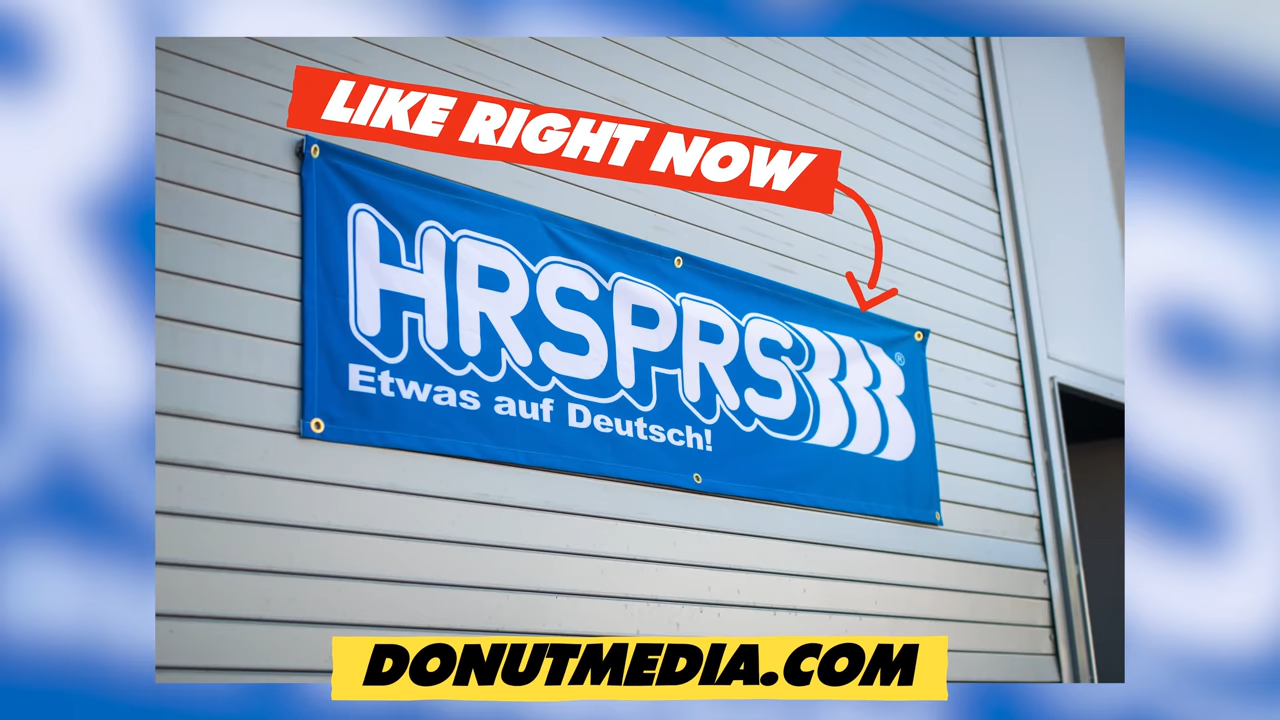 LIKE RIGHT NOW
HRSPRS
®
Etwas auf Deutsch!
DONUTMEDIA.COM